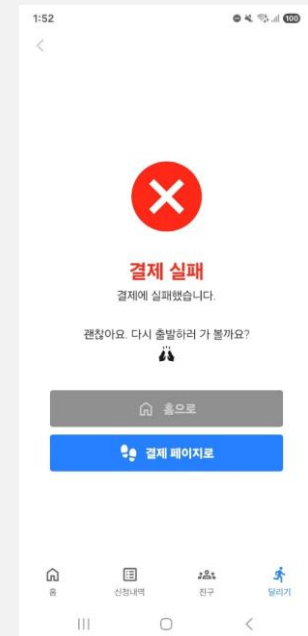 1:52
100
결제 실패
결제에 실패했습니다.
괜찮아요. 다시 출발하러 가 볼까요?
🙌
홈으로
결제 페이지로
홈
신청내역
친구
달리기